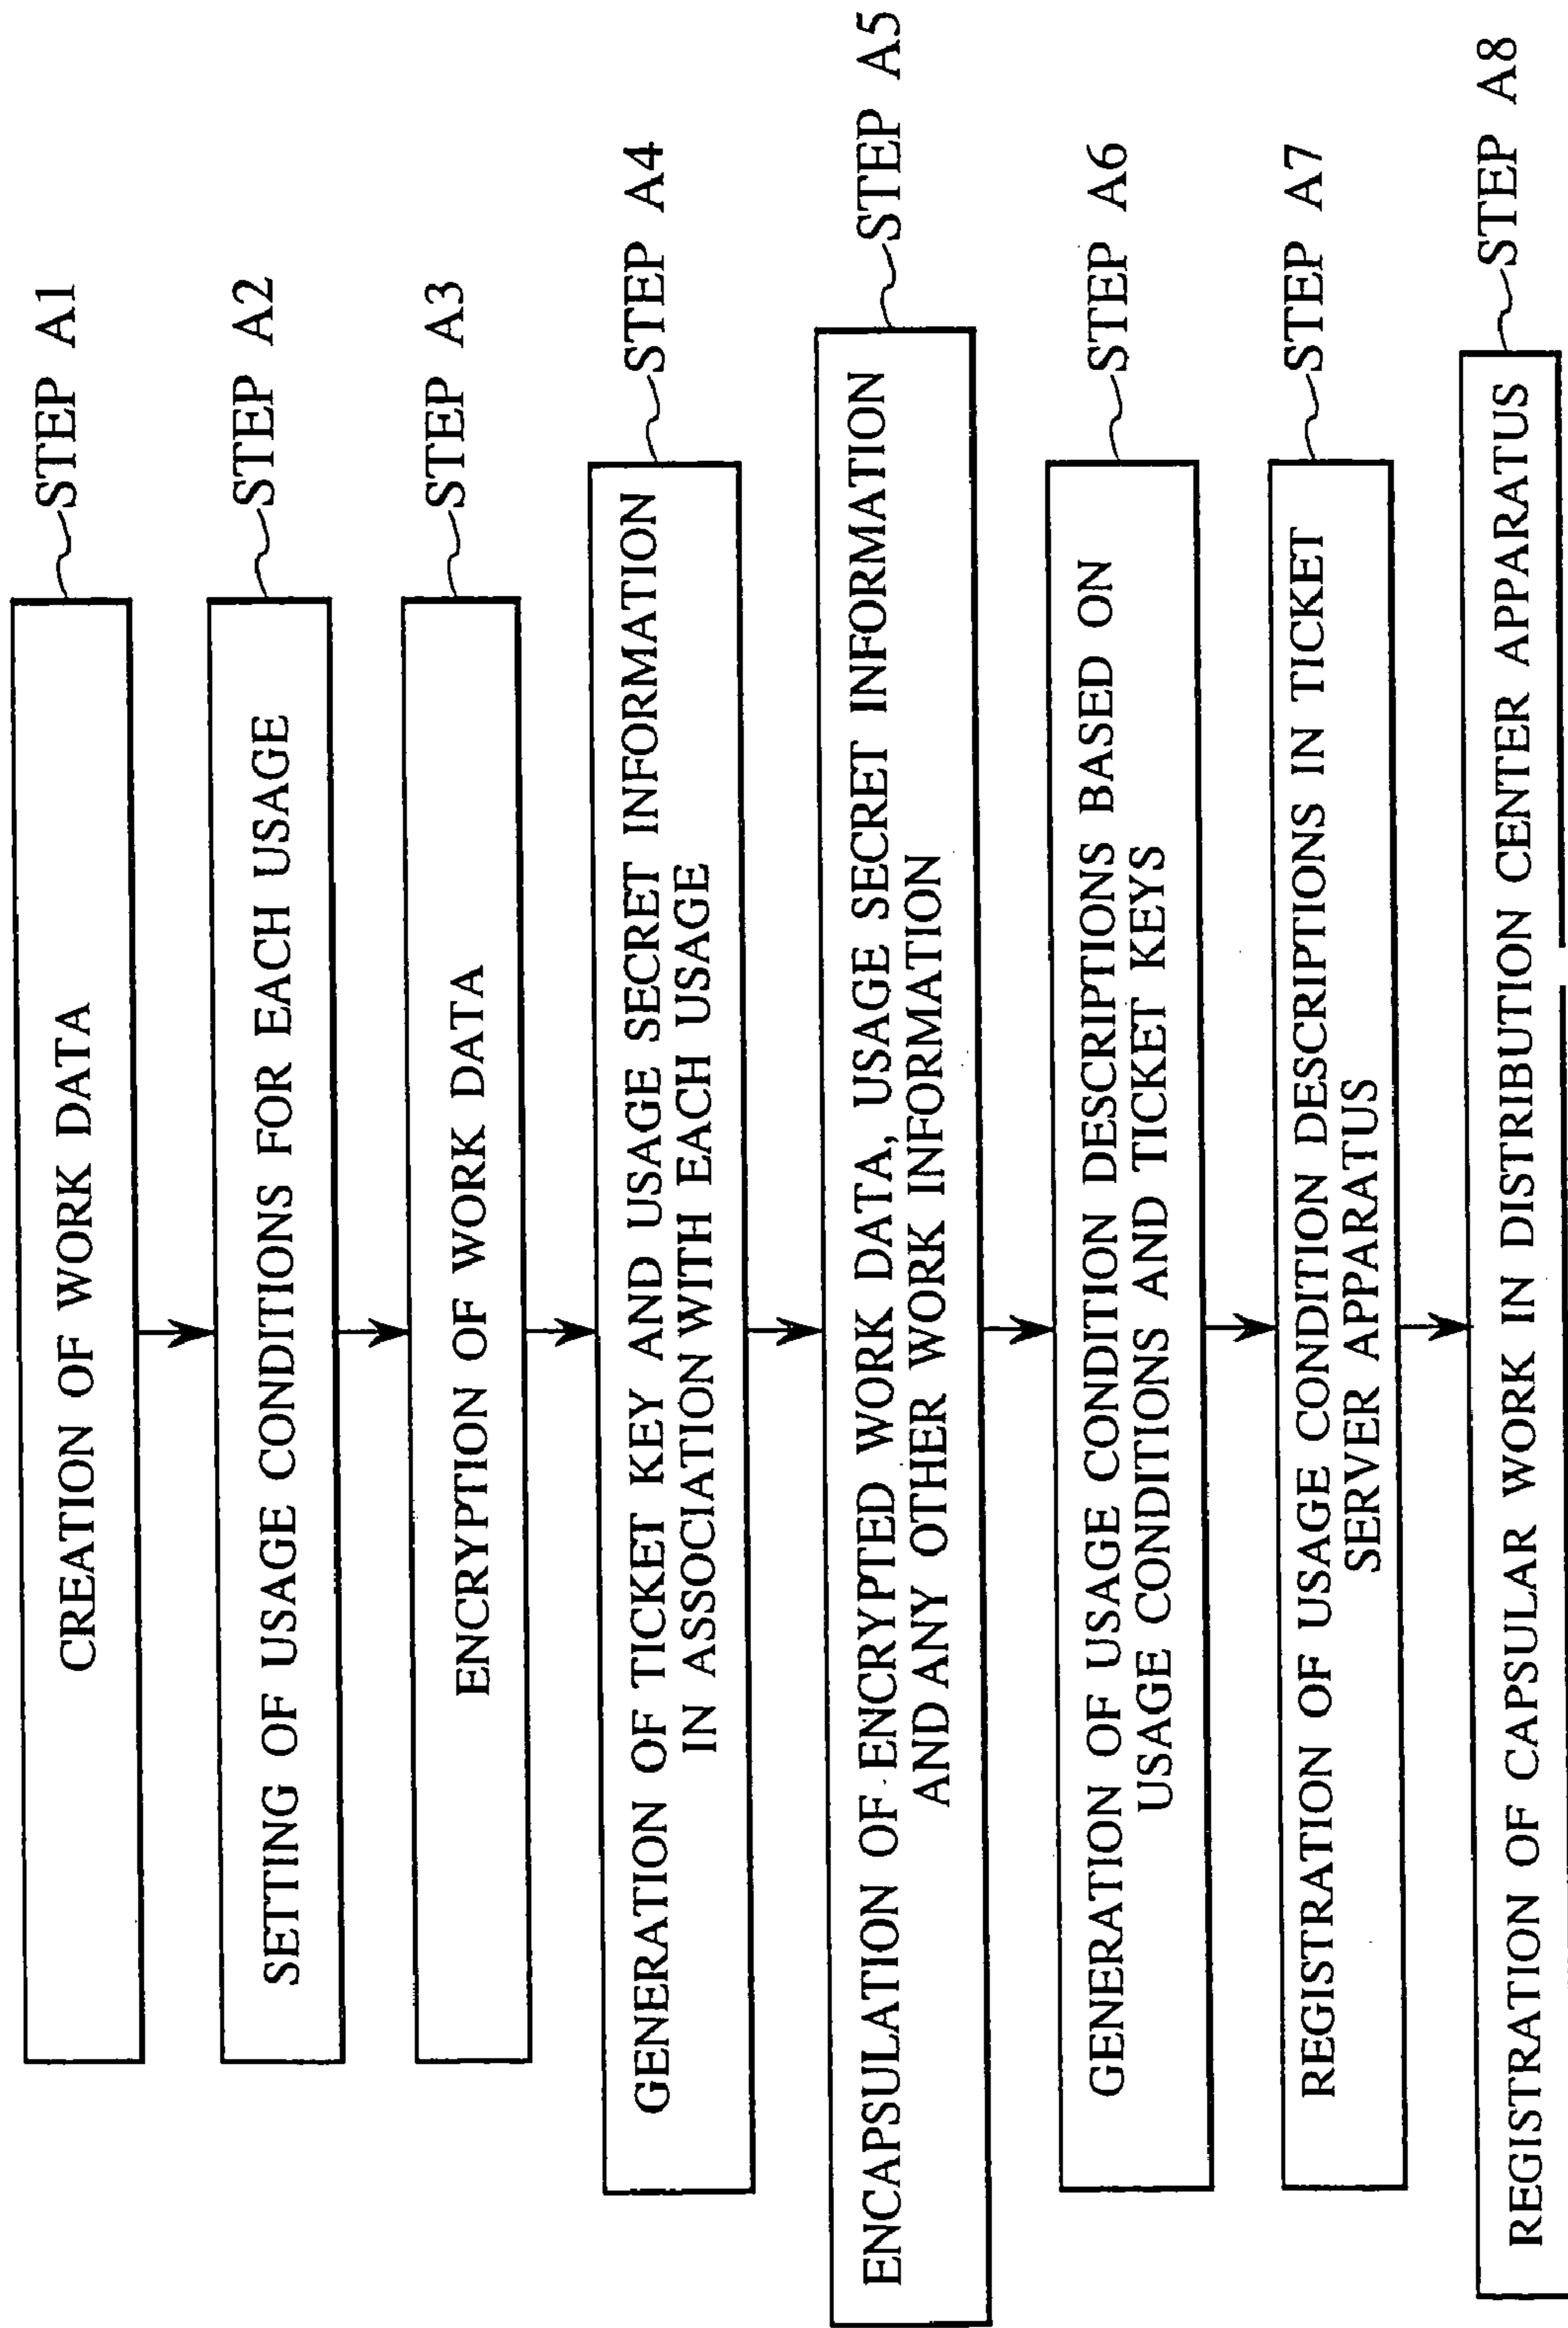 CREATION OF WORK DATA
STEP A1
SETTING OF USAGE CONDITIONS FOR EACH USAGE
STEP A2
ENCRYPTION OF WORK DATA
STEP A3
GENERATION OF TICKET KEY AND USAGE SECRET INFORMATION
IN ASSOCIATION WITH EACH USAGE
STEP A4
ENCAPSULATION OF ENCRYPTED WORK DATA, USAGE SECRET INFORMATION
AND ANY OTHER WORK INFORMATION
STEP A5
GENERATION OF USAGE CONDITION DESCRIPTIONS BASED ON
USAGE CONDITIONS AND TICKET KEYS
STEP A6
REGISTRATION OF USAGE CONDITION DESCRIPTIONS IN TICKET
SERVER APPARATUS
STEP A7
REGISTRATION OF CAPSULAR WORK IN DISTRIBUTION CENTER APPARATUS
STEP A8